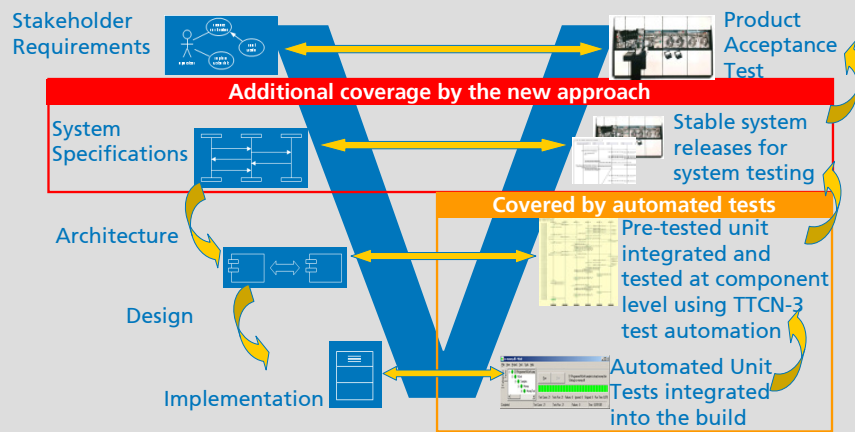 Stakeholder
Requirements
Product
Acceptance
Test
Additional coverage by the new approach
System
Specifications
Stable system
releases for
system testing
Covered by automated tests
Architecture
Pre-tested unit
integrated and
tested at component
level using TTCN-3
test automation
Design
Implementation
Automated Unit
Tests integrated
into the build